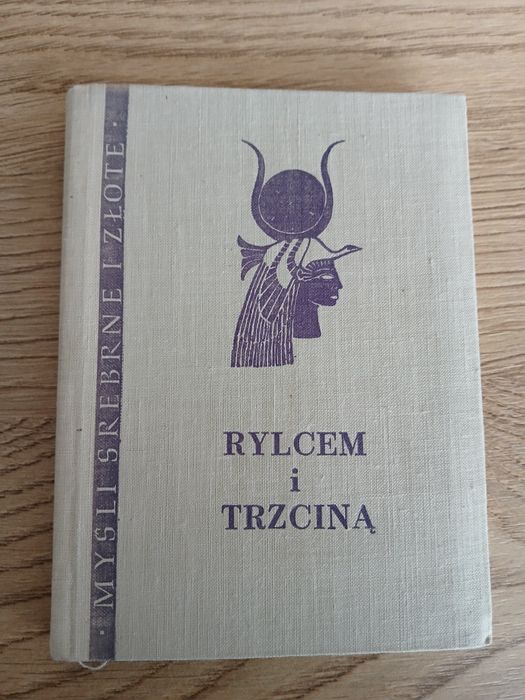 · MYŚLI SREBRNE I ZŁOTE ·
RYLCEM
i
TRZCINĄ